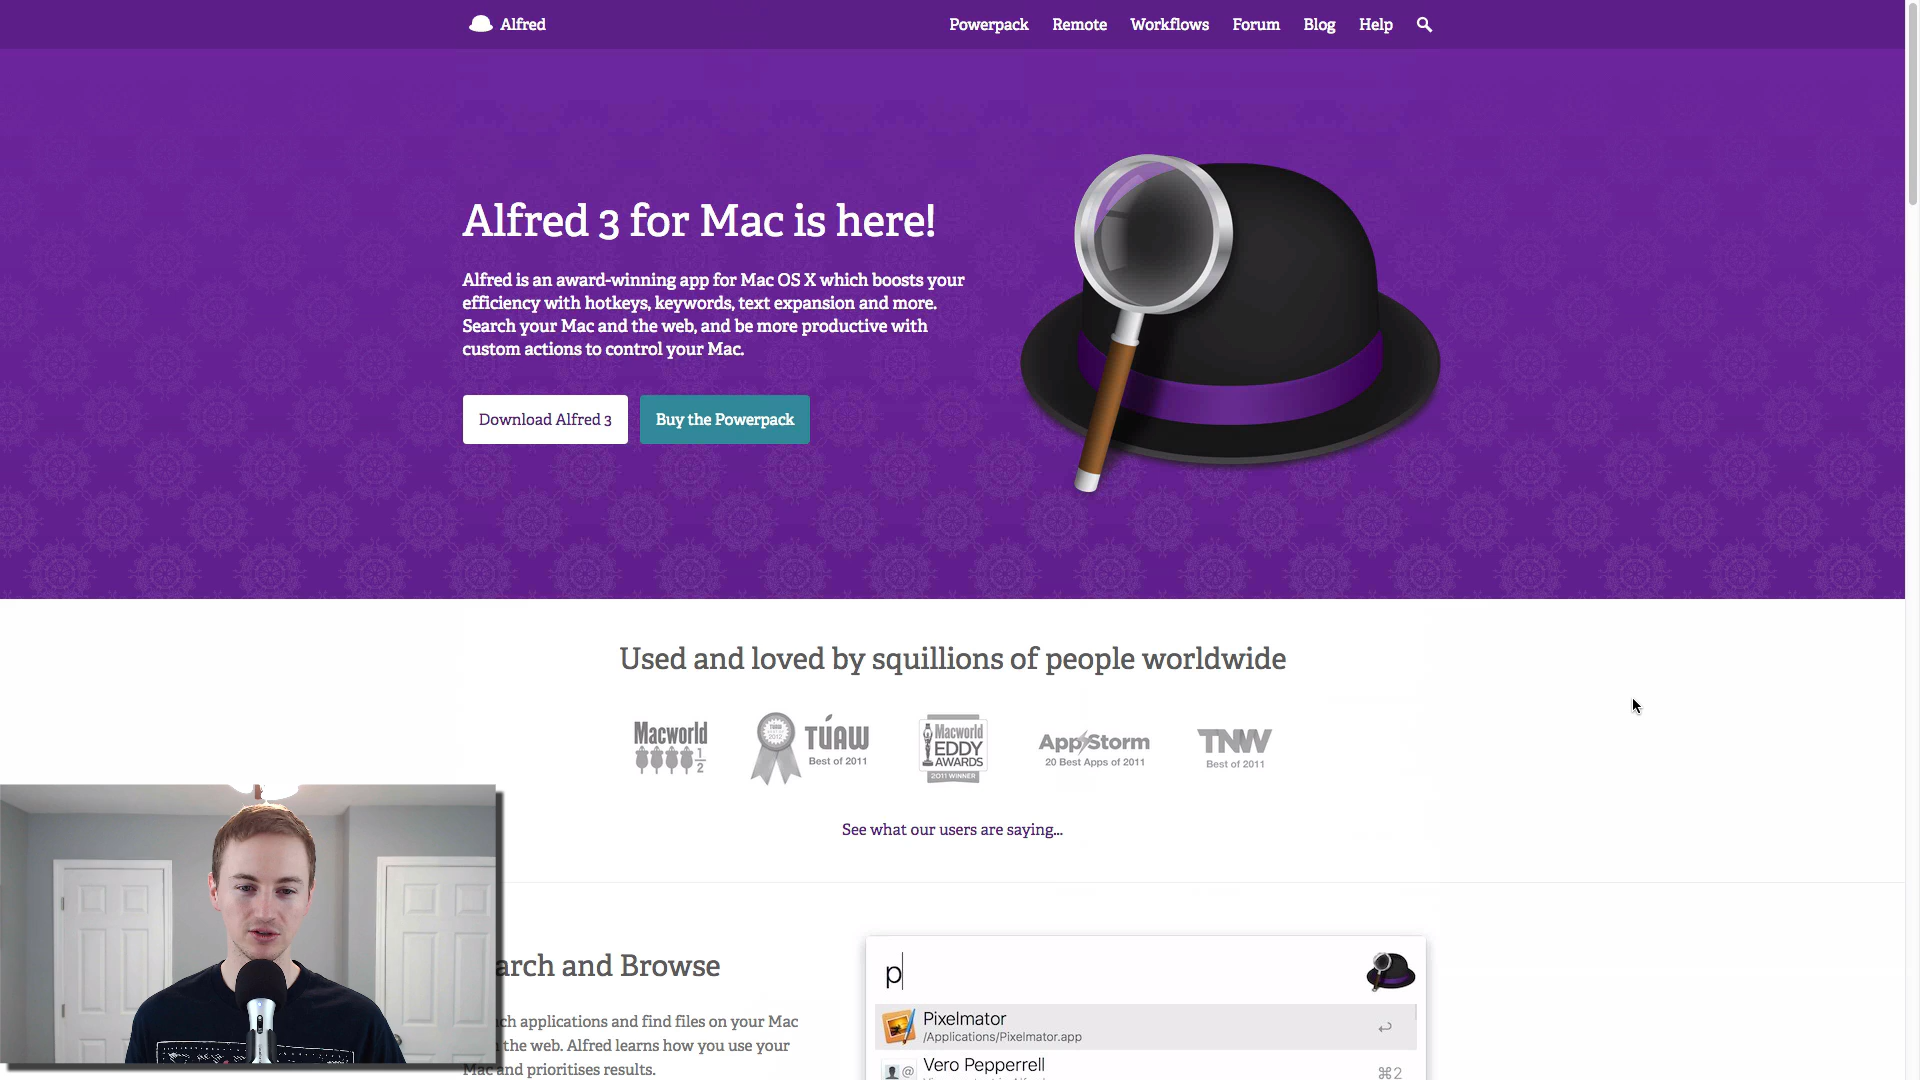 Alfred
Powerpack
Remote
Workflows
Forum
Blog
Help
Alfred 3 for Mac is here!
Alfred is an award-winning app for Mac OS X which boosts your
efficiency with hotkeys, keywords, text expansion and more.
Search your Mac and the web, and be more productive with
custom actions to control your Mac.
Download Alfred 3
Buy the Powerpack
Used and loved by squillions of people worldwide
Macworld
1/2
2012
TUAW
Best of 2011
Macworld
EDDY
AWARDS
2011 WINNER
AppStorm
20 Best Apps of 2011
TNW
Best of 2011
See what our users are saying...
arch and Browse
ch applications and find files on your Mac
the web. Alfred learns how you use your
Mac and prioritises results.
p
Pixelmator
/Applications/Pixelmator.app
Vero Pepperrell
⌘2